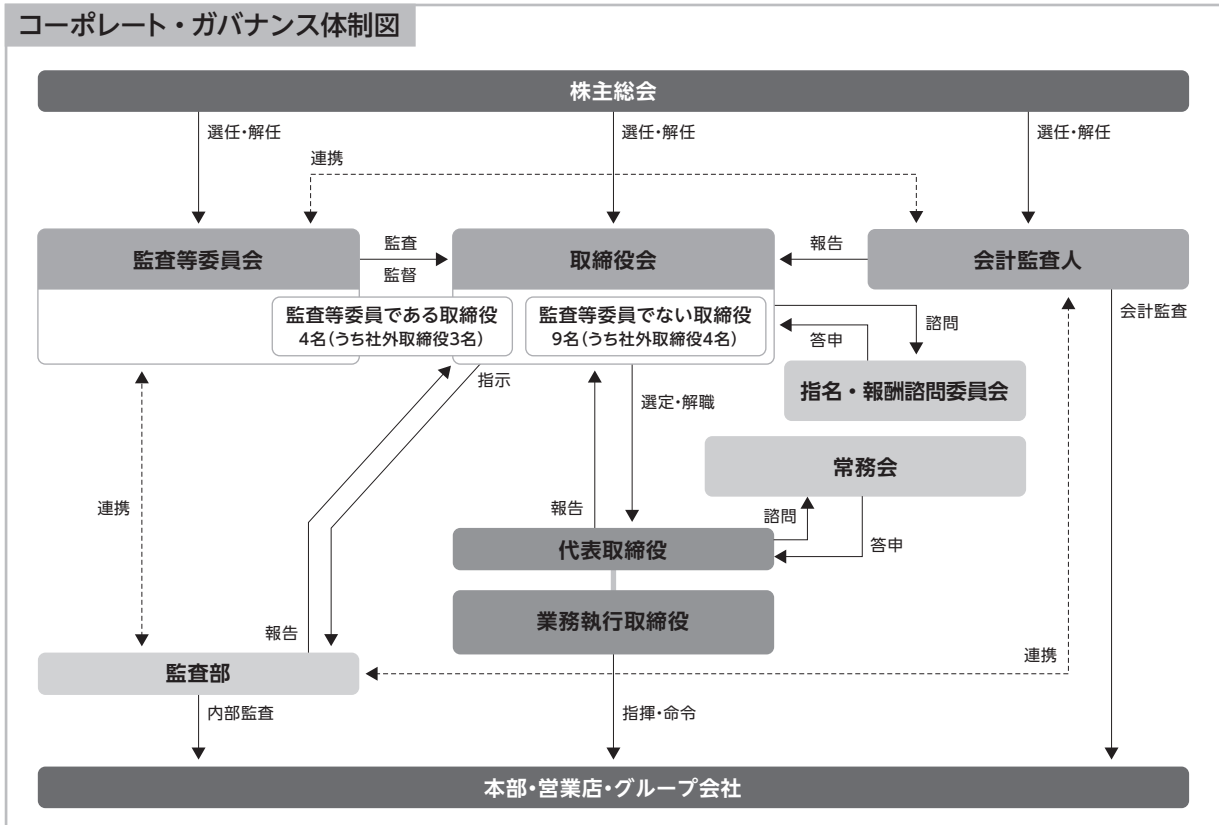 コーポレート・ガバナンス体制図
株主総会
選任・解任
選任・解任
選任・解任
連携
監査等委員会
監査
監督
取締役会
報告
会計監査人
監査等委員である取締役
4名(うち社外取締役3名)
監査等委員でない取締役
9名(うち社外取締役4名)
諮問
答申
会計監査
指名・報酬諮問委員会
指示
選定・解職
常務会
連携
報告
諮問
答申
代表取締役
業務執行取締役
報告
連携
監査部
内部監査
指揮・命令
本部・営業店・グループ会社